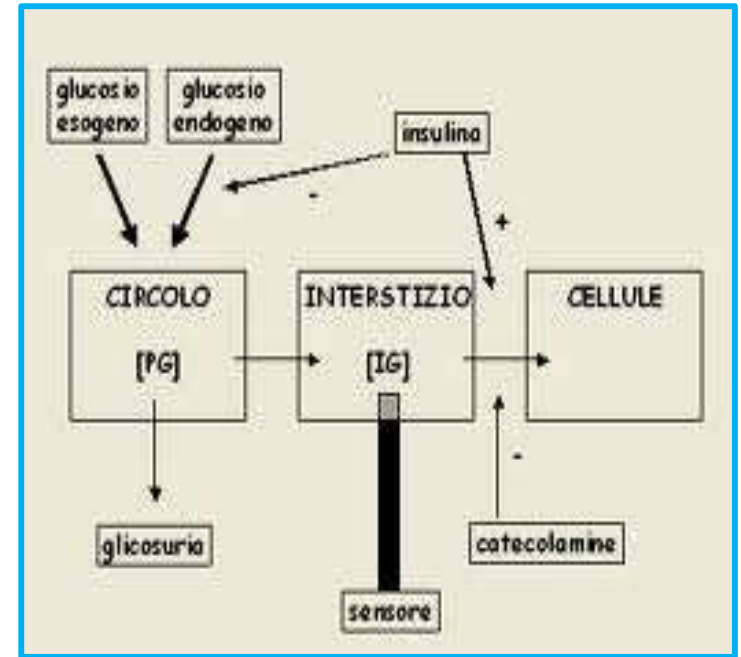 glucosio
esogeno
glucosio
endogeno
insulina
-
+
CIRCOLO
INTERSTIZIO
CELLULE
[PG]
[IG]
-
glicosuria
catecolamine
sensore